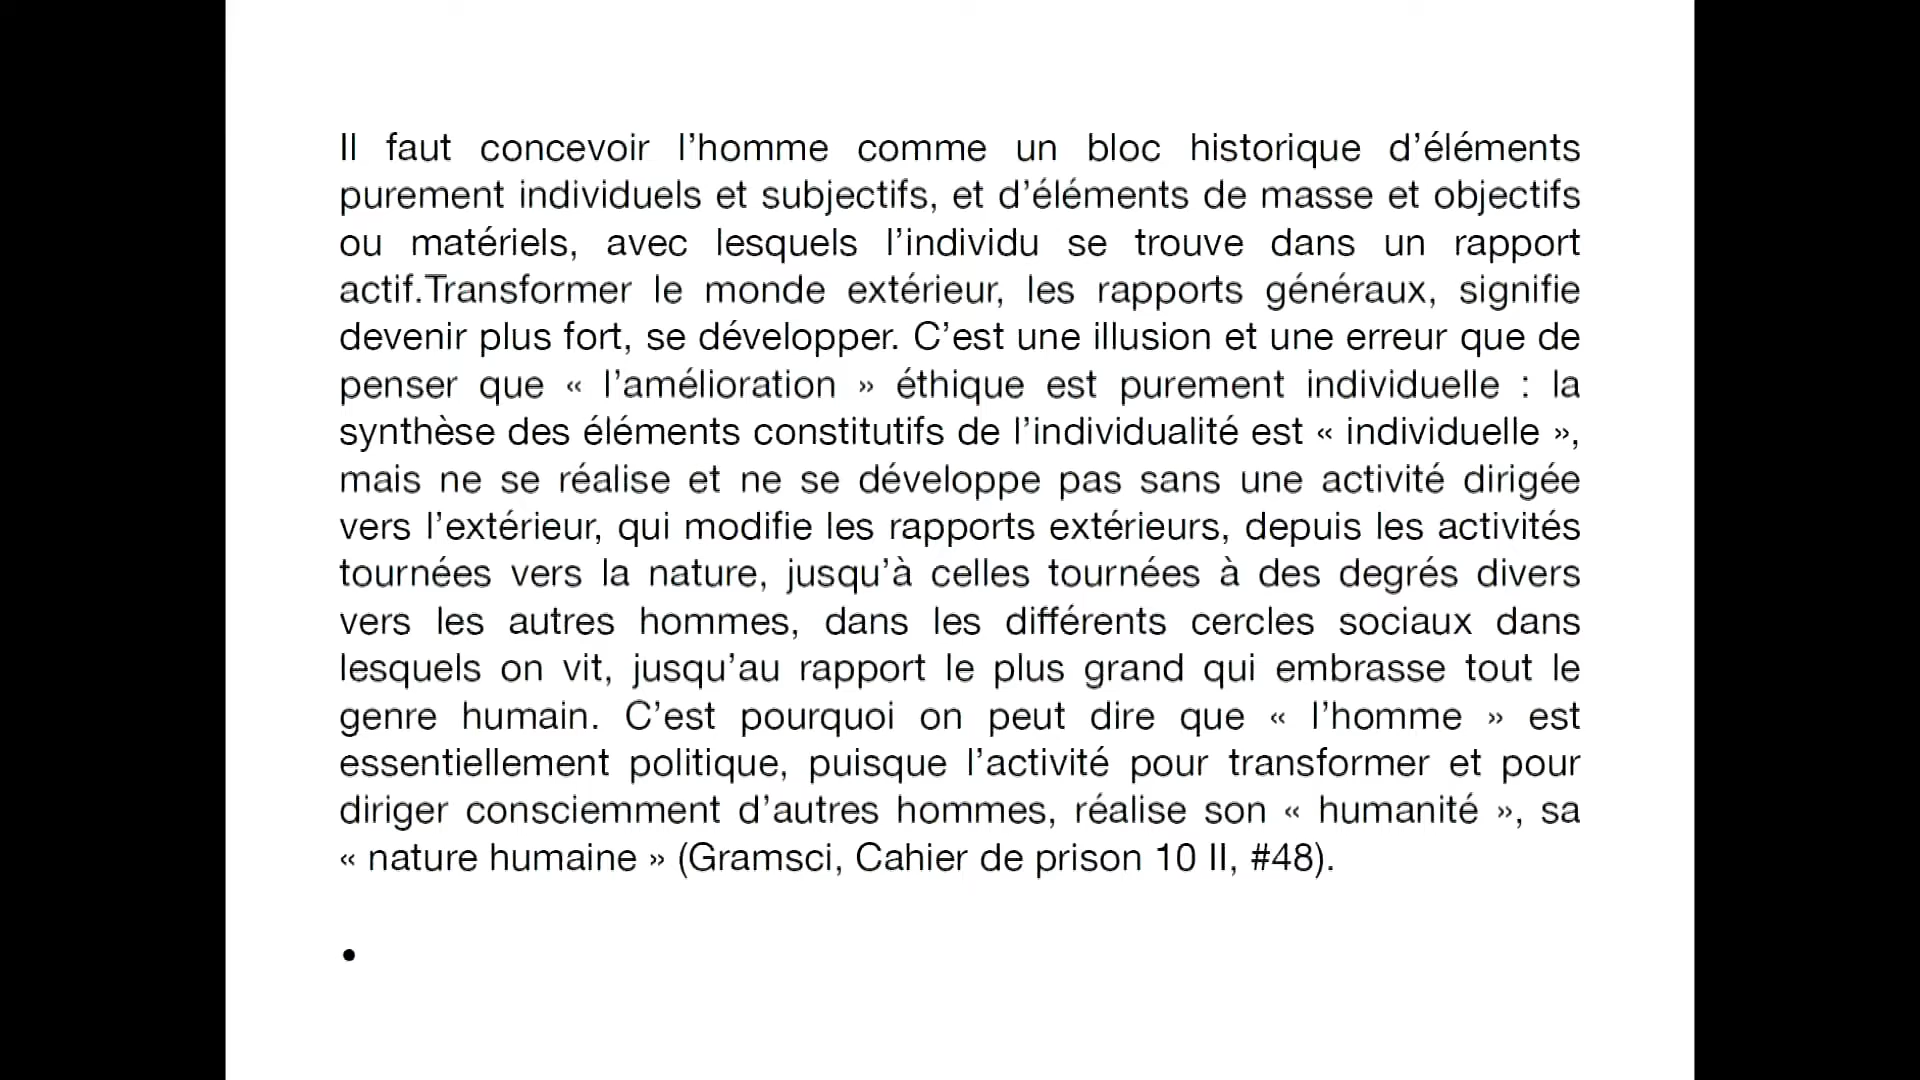 Il faut concevoir l’homme comme un bloc historique d’éléments
purement individuels et subjectifs, et d’éléments de masse et objectifs
ou matériels, avec lesquels l’individu se trouve dans un rapport
actif.Transformer le monde extérieur, les rapports généraux, signifie
devenir plus fort, se développer. C’est une illusion et une erreur que de
penser que « l’amélioration » éthique est purement individuelle : la
synthèse des éléments constitutifs de l’individualité est « individuelle »,
mais ne se réalise et ne se développe pas sans une activité dirigée
vers l’extérieur, qui modifie les rapports extérieurs, depuis les activités
tournées vers la nature, jusqu’à celles tournées à des degrés divers
vers les autres hommes, dans les différents cercles sociaux dans
lesquels on vit, jusqu’au rapport le plus grand qui embrasse tout le
genre humain. C’est pourquoi on peut dire que « l’homme » est
essentiellement politique, puisque l’activité pour transformer et pour
diriger consciemment d’autres hommes, réalise son « humanité », sa
« nature humaine » (Gramsci, Cahier de prison 10 II, #48).
•